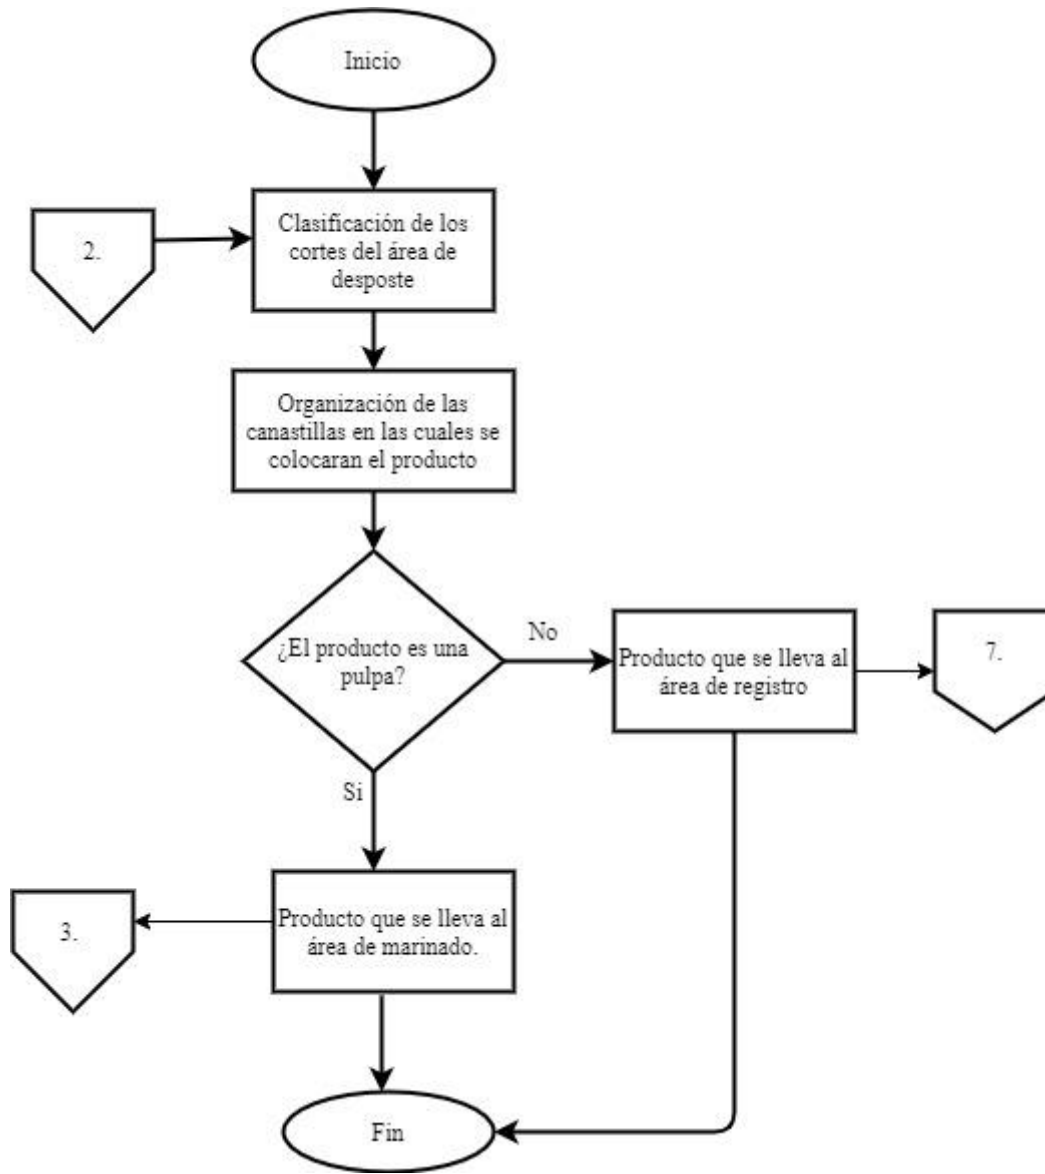 Inicio
2.
Clasificación de los
cortes del área de
desposte
Organización de las
canastillas en las cuales se
colocaran el producto
¿El producto es una
pulpa?
No
Producto que se lleva al
área de registro
7.
Si
Producto que se lleva al
área de marinado.
3.
Fin